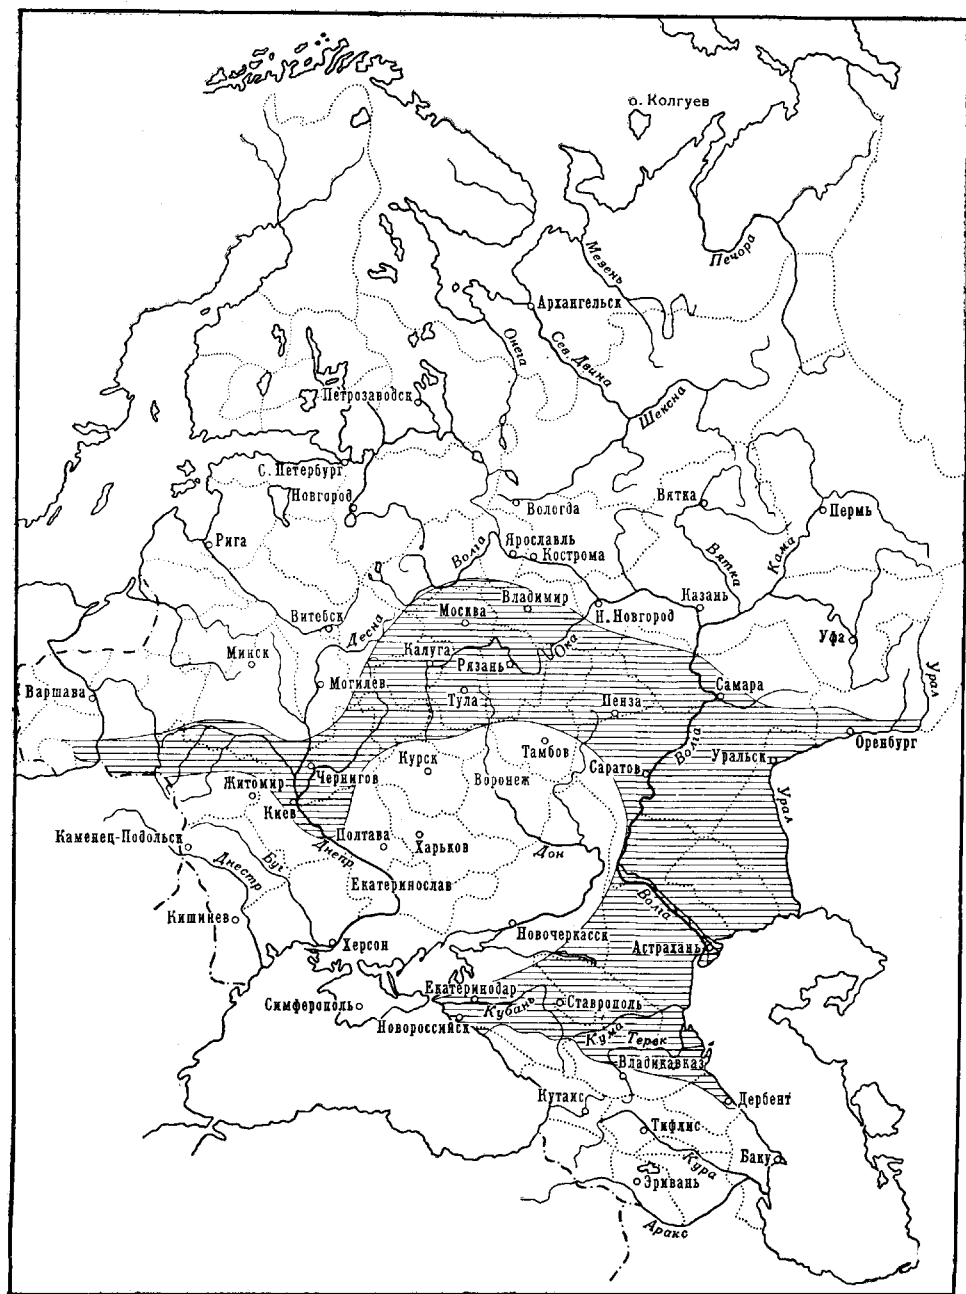 о. Колгуев
Печора
Мезень
Архангельск
Онега
Сев. Двина
Шексна
Петрозаводск
С. Петербург
Новгород
Вологда
Вятка
Пермь
Рига
Волга
Ярославль
Кострома
Вятка
Кама
Казань
Витебск
Десна
Москва
Владимир
Н. Новгород
Уфа
Минск
Калуга
Рязань
Ока
Урал
Варшава
Могилев
Тула
Пенза
Самара
Оренбург
Волга
Тамбов
Курск
Воронеж
Саратов
Уральск
Житомир
Чернигов
Киев
Урал
Полтава
Харьков
Каменец-Подольск
Днестр
Буг
Днепр
Дон
Екатеринослав
Волга
Кишинев
Херсон
Новочеркасск
Астрахань
Симферополь
Екатеринодар
Кубань
Ставрополь
Новороссийск
Кума
Терек
Владикавказ
Кутаис
Дербент
Тифлис
Кура
Баку
Эривань
Аракс